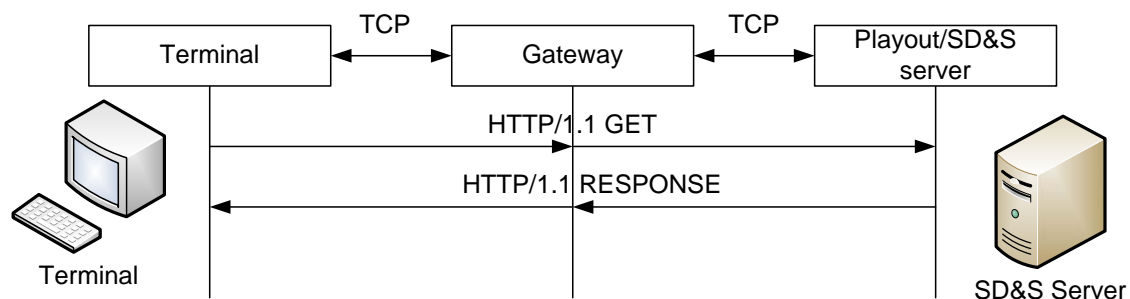 TCP
TCP
Terminal
Gateway
Playout/SD&S
server
HTTP/1.1 GET
HTTP/1.1 RESPONSE
Terminal
SD&S Server